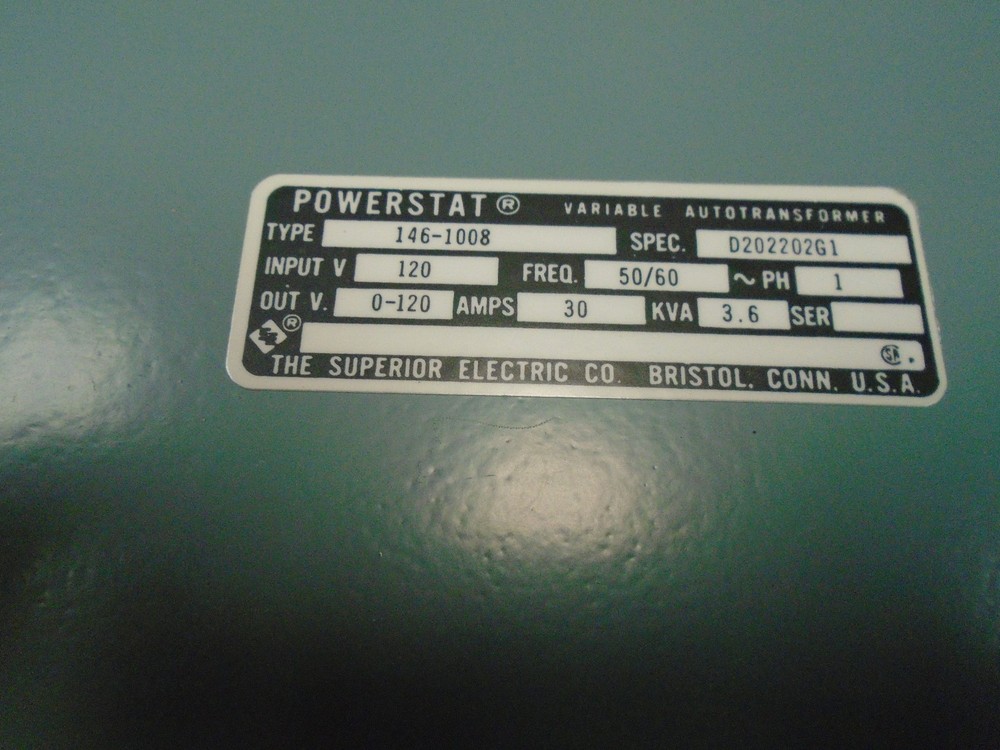 POWERSTAT® VARIABLE AUTOTRANSFORMER
TYPE 146-1008 SPEC. D202202G1
INPUT V 120 FREQ. 50/60 ~ PH 1
OUT V. 0-120 AMPS 30 KVA 3.6 SER
® SA
THE SUPERIOR ELECTRIC CO. BRISTOL, CONN. U.S.A.